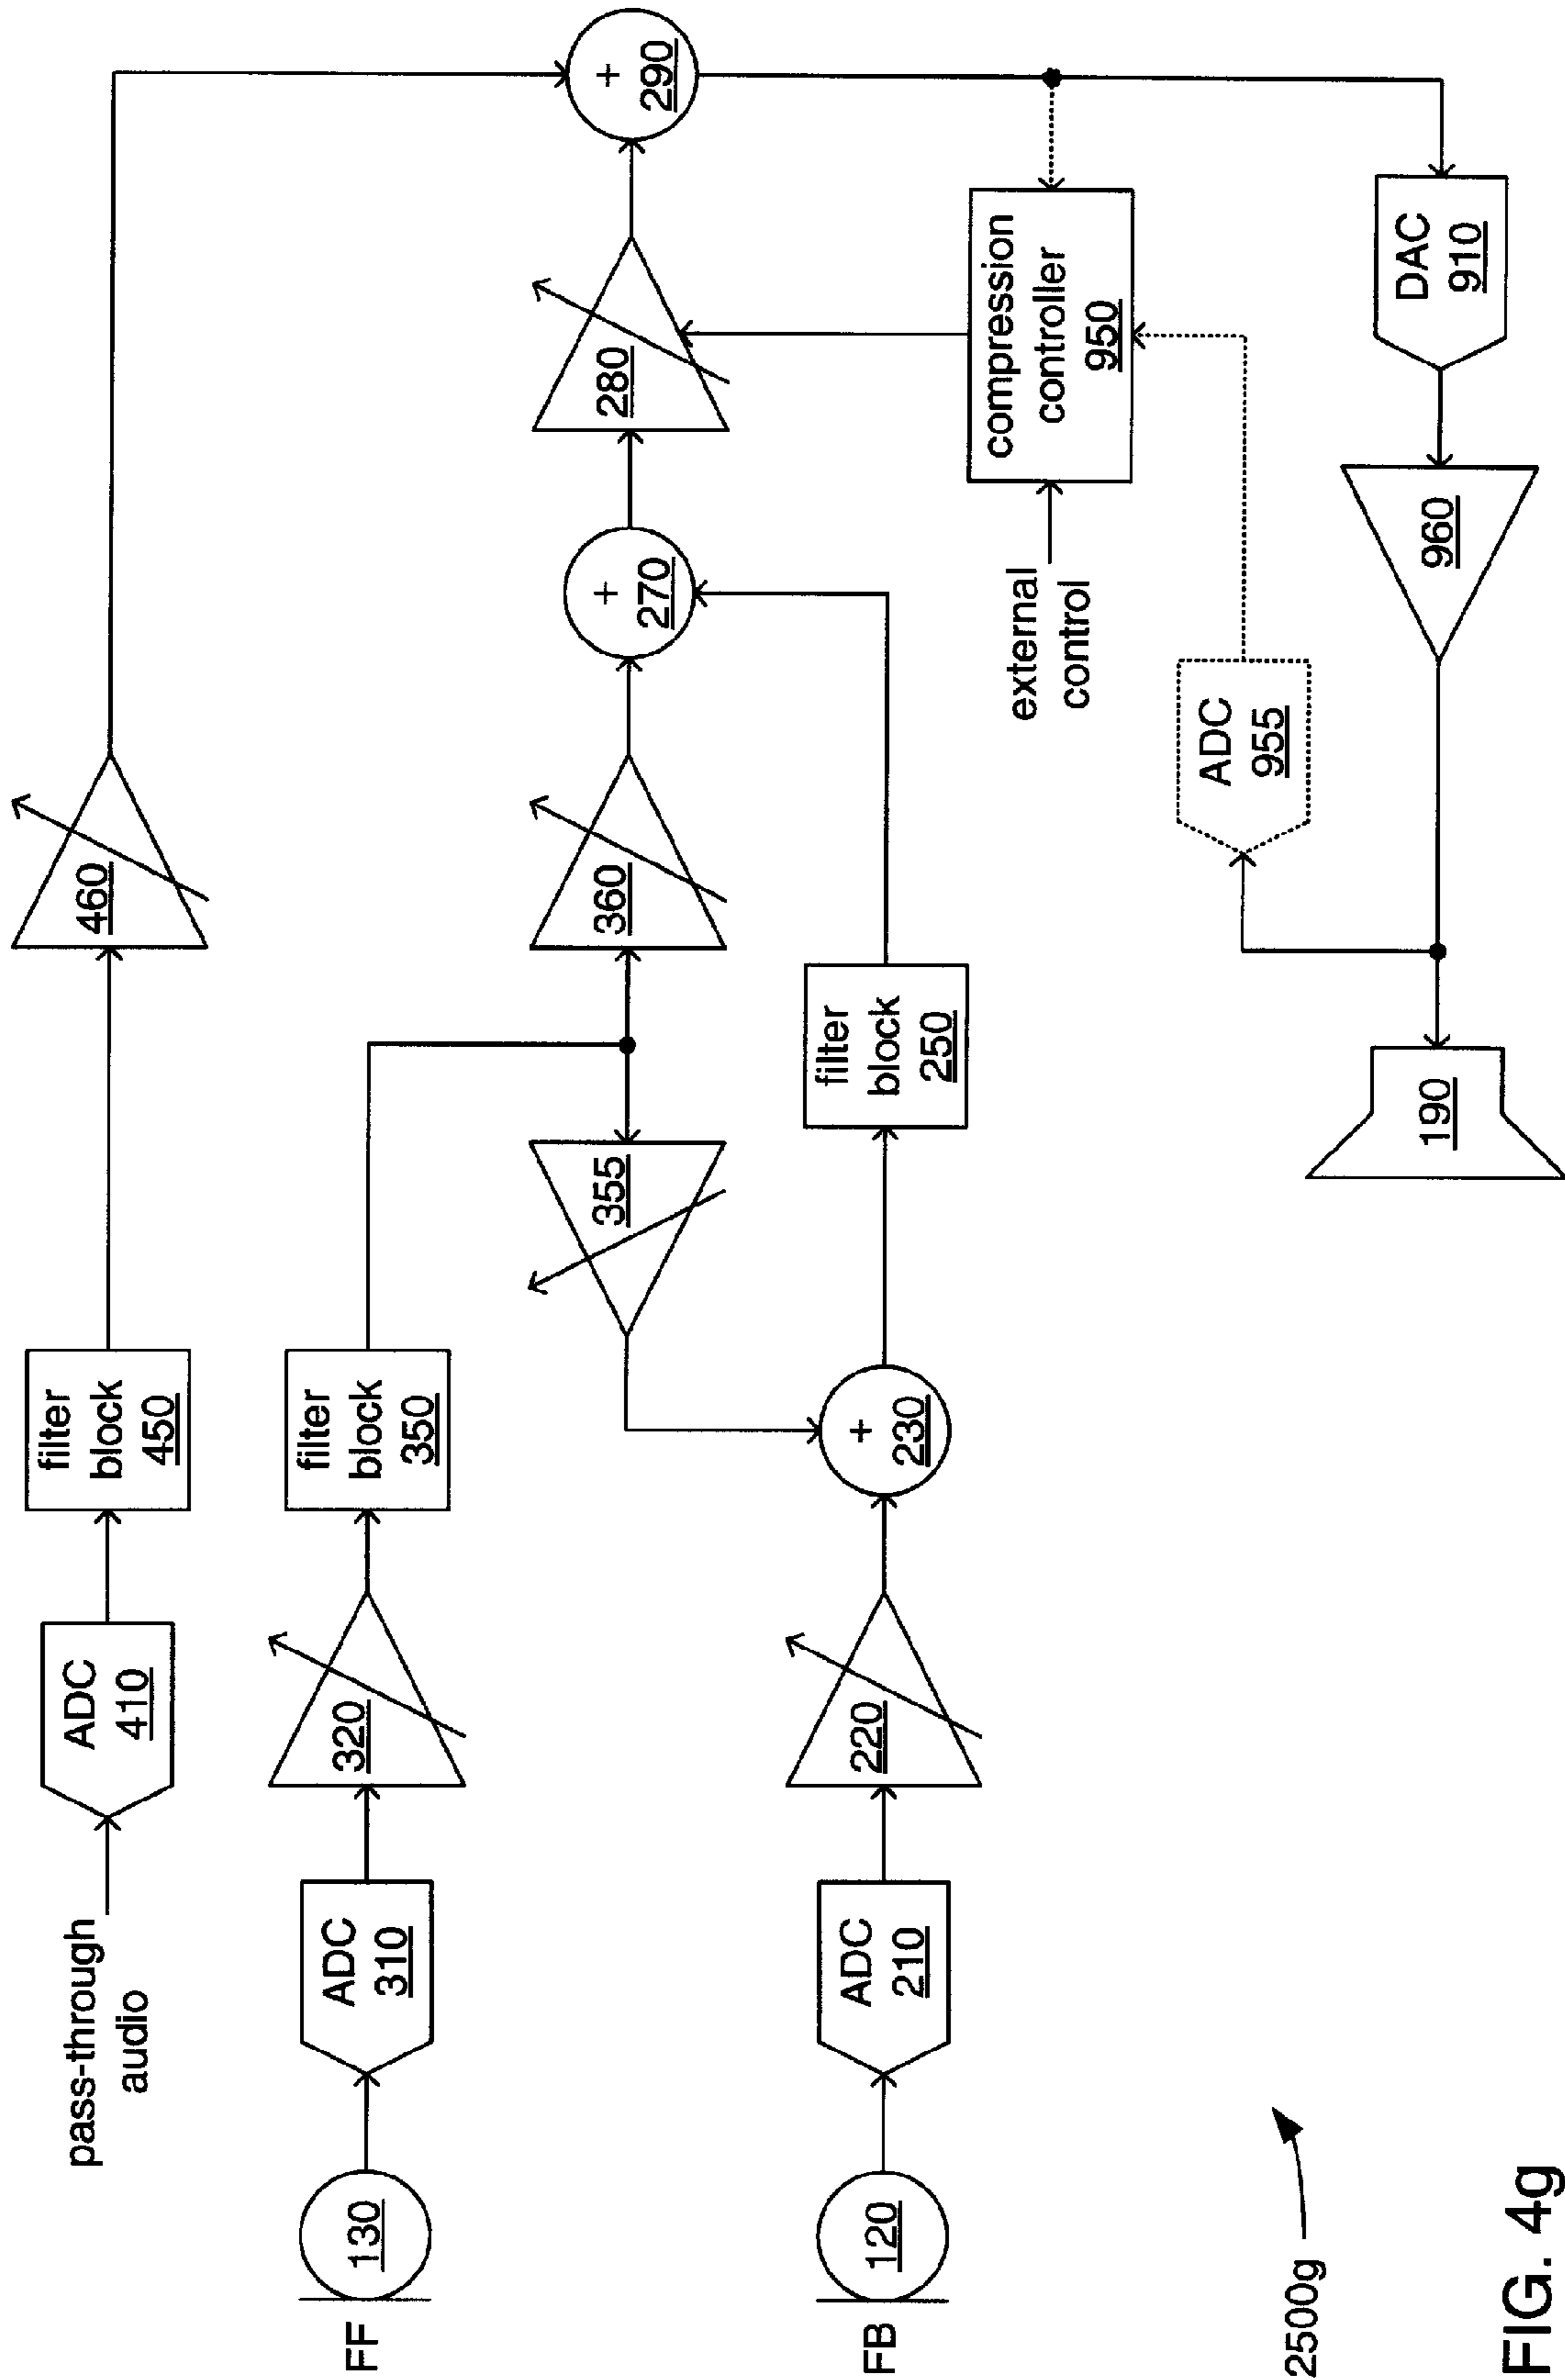 pass-through
audio
ADC
410
filter
block
450
460
FF
130
ADC
310
320
filter
block
350
355
360
+
270
280
+
290
FB
120
ADC
210
220
+
230
filter
block
250
external
control
compression
controller
950
ADC
955
190
960
DAC
910
2500g
FIG. 4g